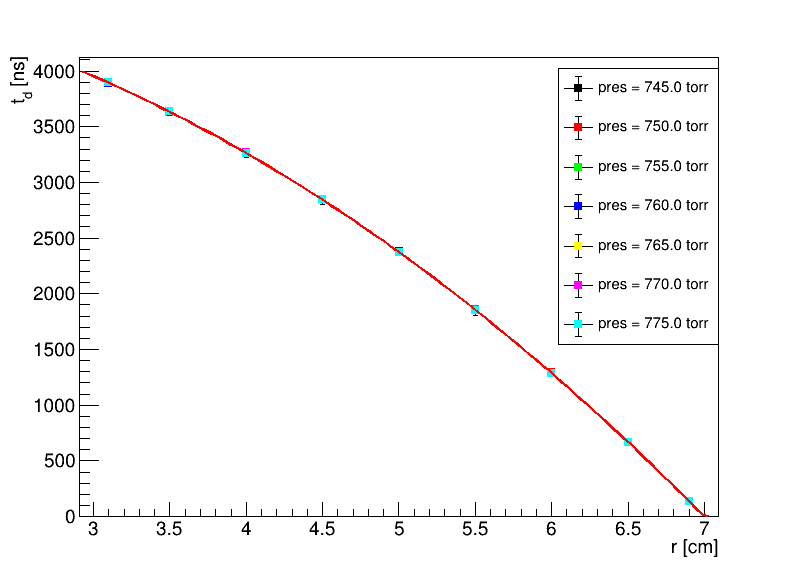 t_d [ns]
4000
3500
3000
2500
2000
1500
1000
500
0
pres = 745.0 torr
pres = 750.0 torr
pres = 755.0 torr
pres = 760.0 torr
pres = 765.0 torr
pres = 770.0 torr
pres = 775.0 torr
3 3.5 4 4.5 5 5.5 6 6.5 7
r [cm]